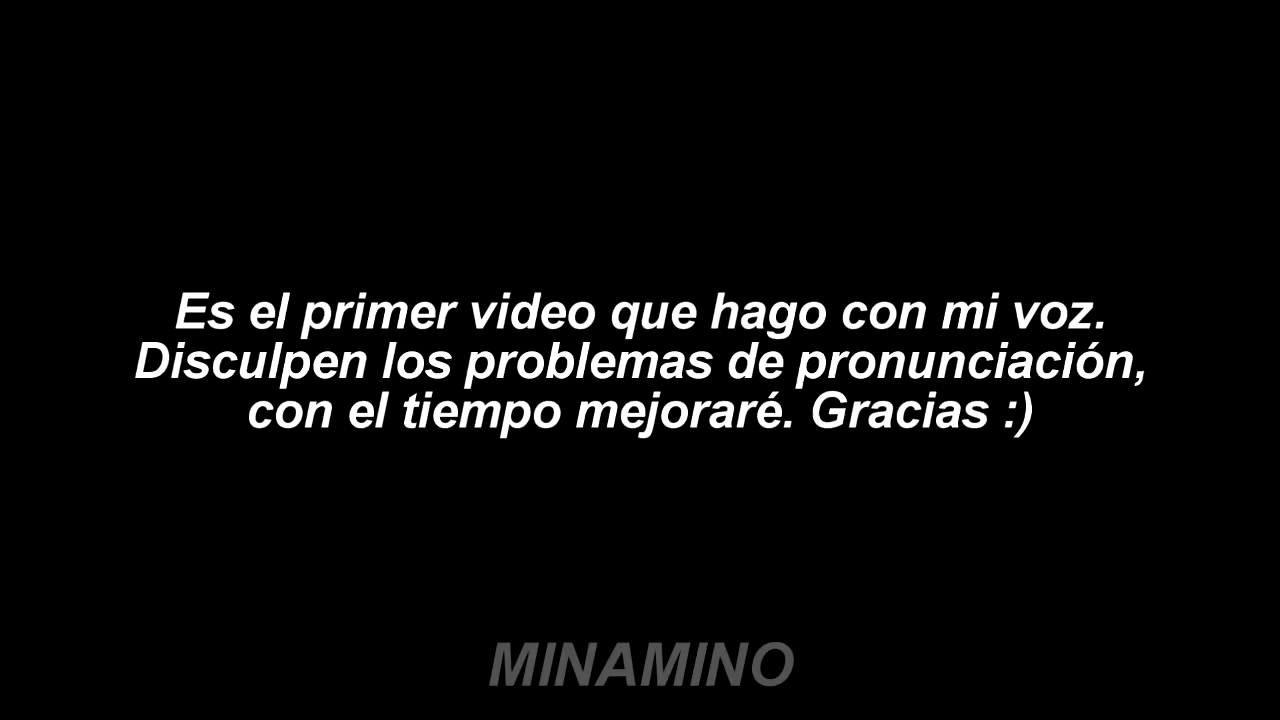 Es el primer video que hago con mi voz.
Disculpen los problemas de pronunciación,
con el tiempo mejoraré. Gracias :)
MINAMINO